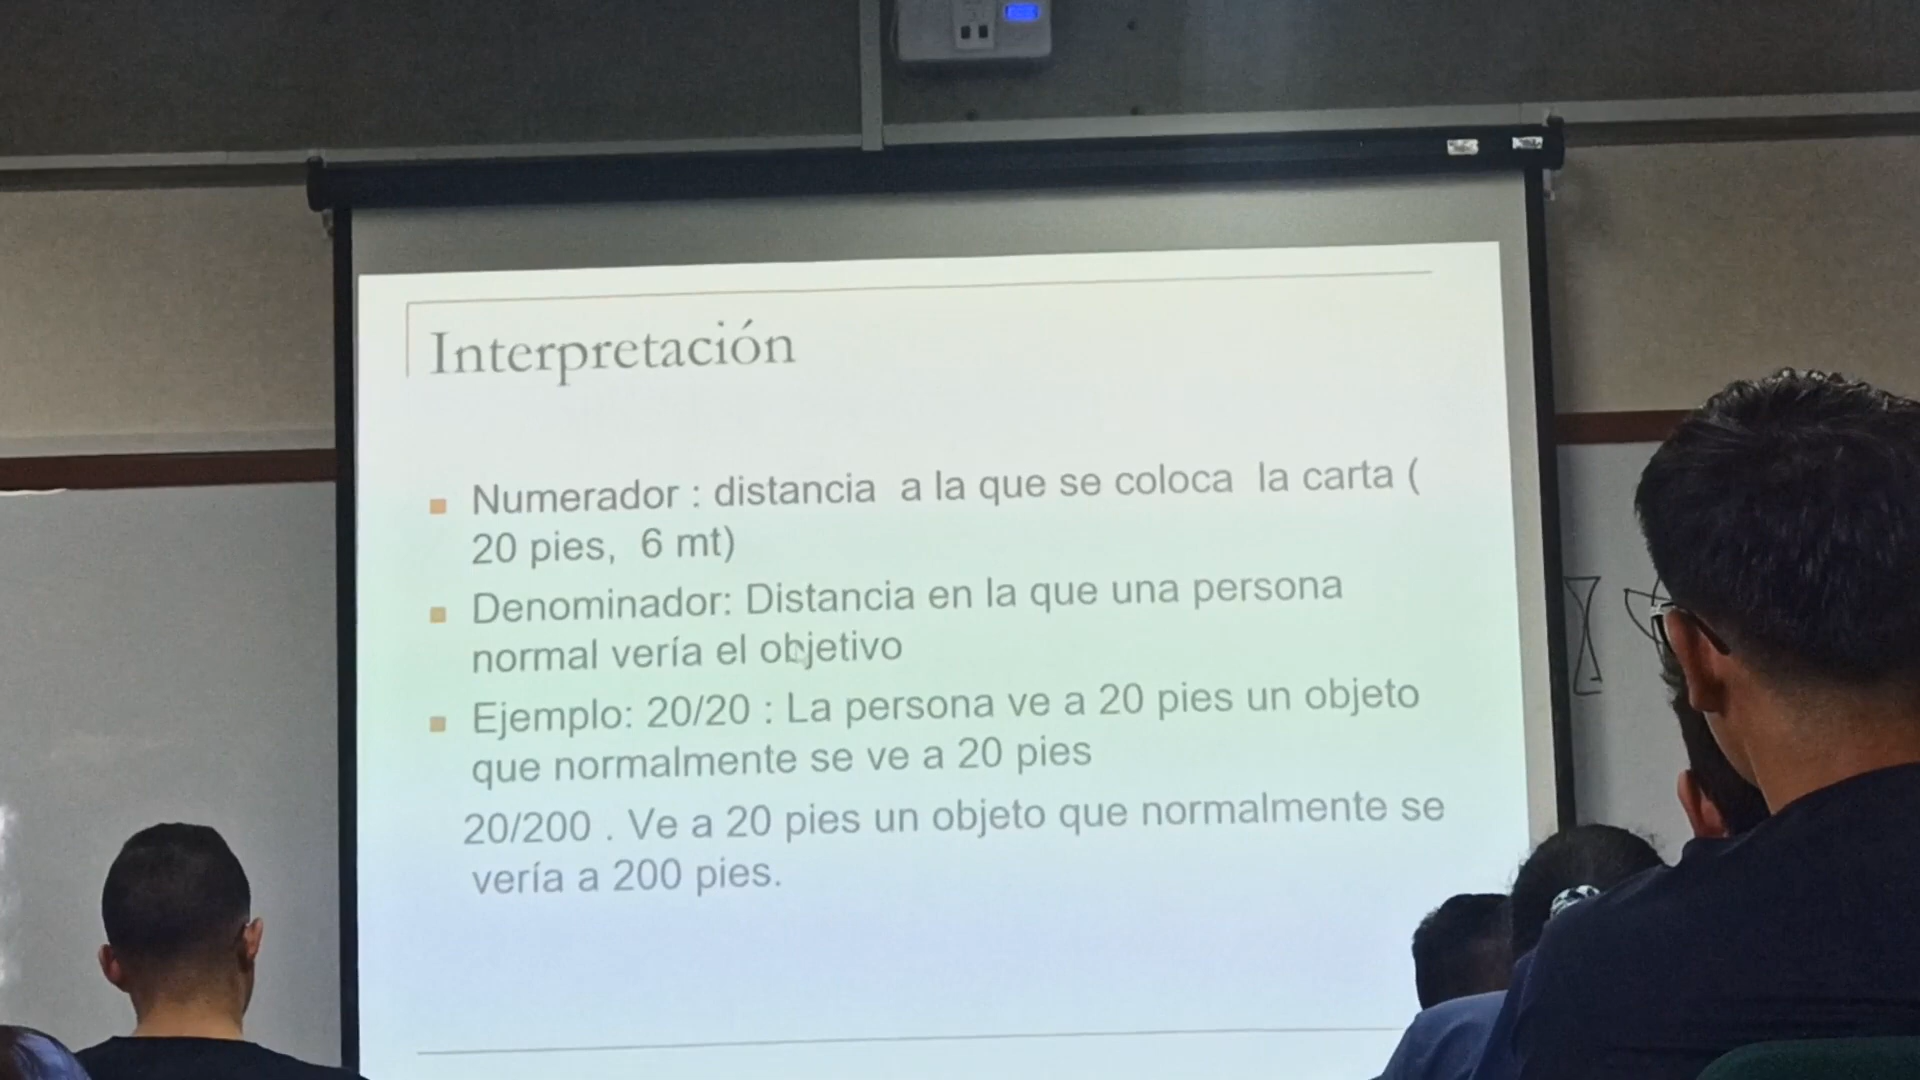 Interpretación
Numerador : distancia a la que se coloca la carta (
20 pies, 6 mt)
Denominador: Distancia en la que una persona
normal vería el objetivo
Ejemplo: 20/20 : La persona ve a 20 pies un objeto
que normalmente se ve a 20 pies
20/200 . Ve a 20 pies un objeto que normalmente se
vería a 200 pies.